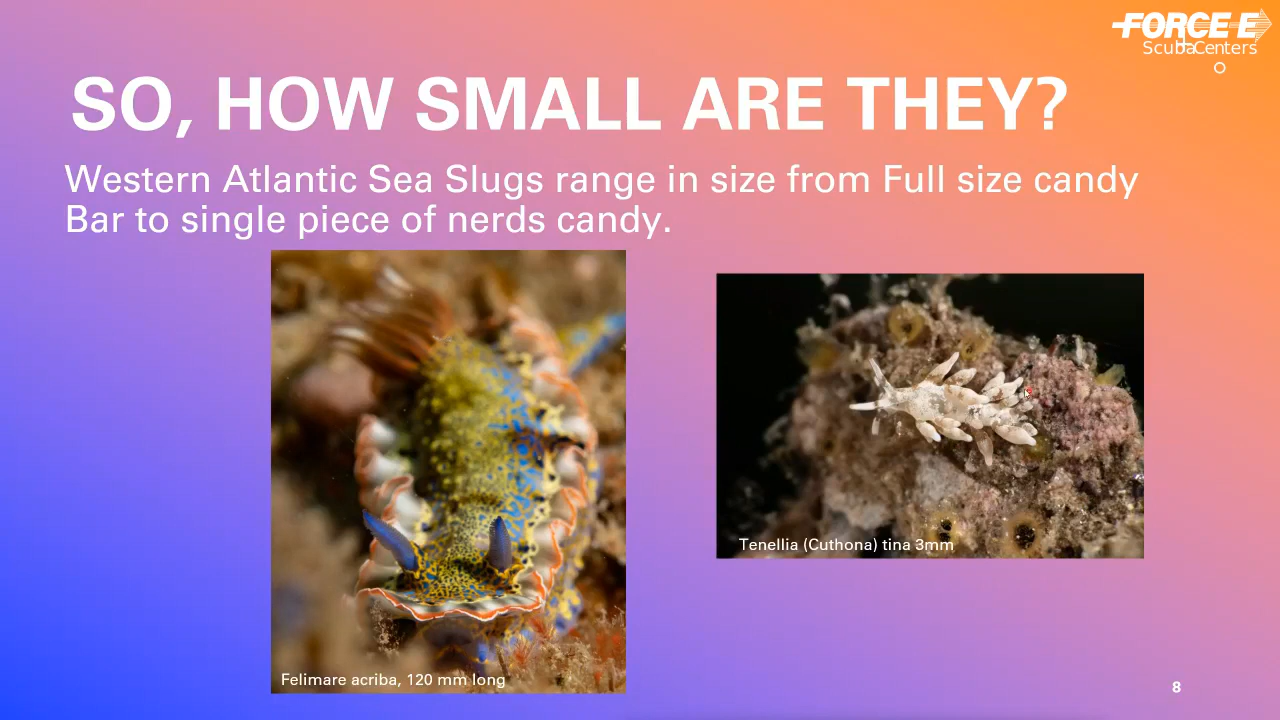 FORCE-E
Scuba Centers
SO, HOW SMALL ARE THEY?
Western Atlantic Sea Slugs range in size from Full size candy
Bar to single piece of nerds candy.
Tenellia (Cuthona) tina 3mm
Felimare acriba, 120 mm long
8